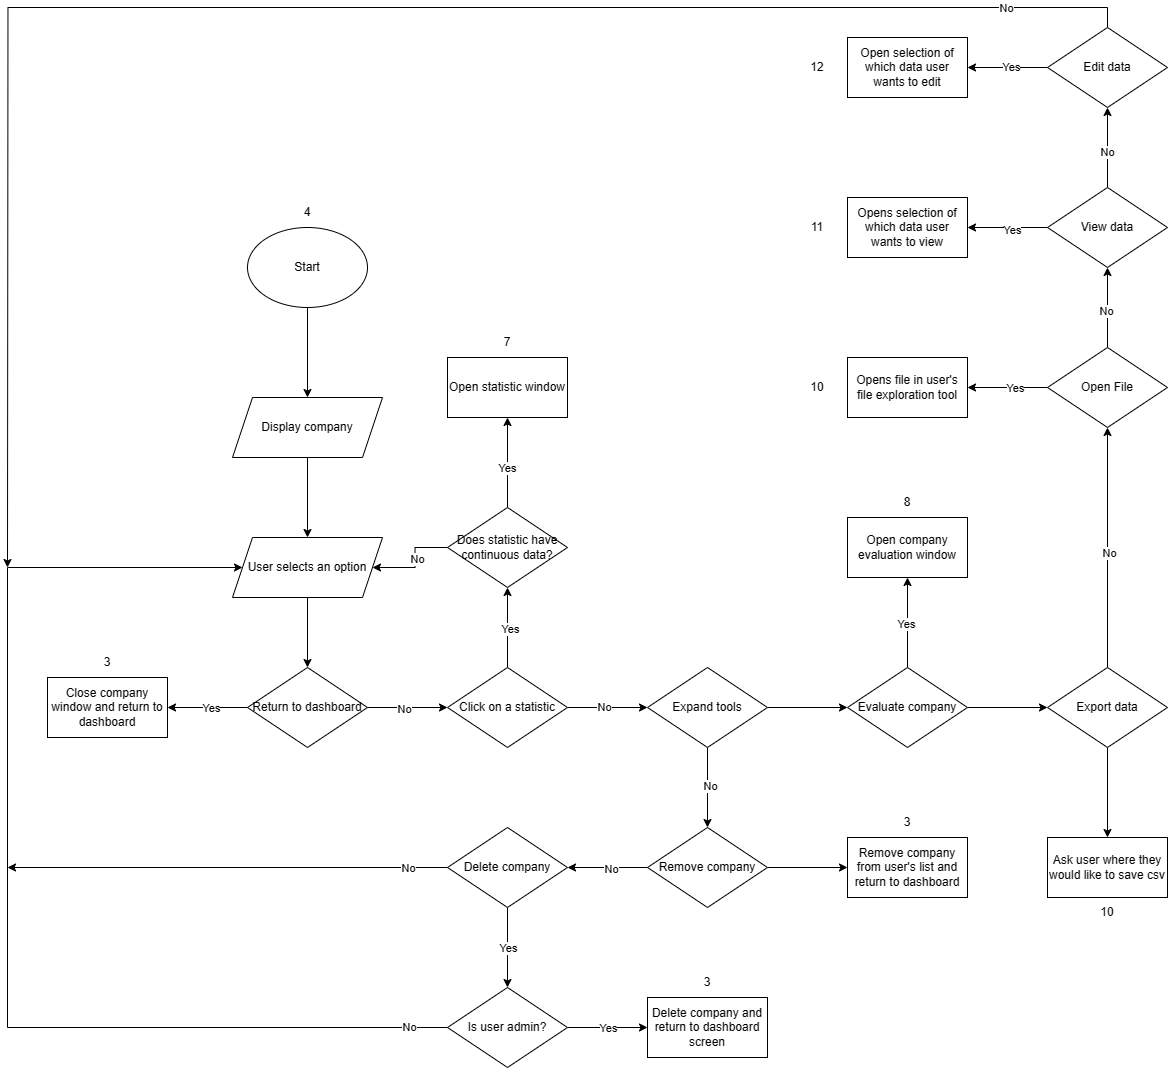 No
Edit data
Yes
Open selection of
which data user
wants to edit
12
No
View data
Yes
Opens selection of
which data user
wants to view
11
4
Start
No
7
Open statistic window
Open File
Yes
Opens file in user's
file exploration tool
10
Display company
Yes
8
Open company
evaluation window
User selects an option
No
Does statistic have
continuous data?
No
Yes
Yes
3
Close company
window and return to
dashboard
Yes
Return to dashboard
No
Click on a statistic
No
Expand tools
Evaluate company
Export data
No
3
Delete company
No
Remove company
Remove company
from user's list and
return to dashboard
Ask user where they
would like to save csv
10
No
Yes
3
No
Is user admin?
Yes
Delete company and
return to dashboard
screen